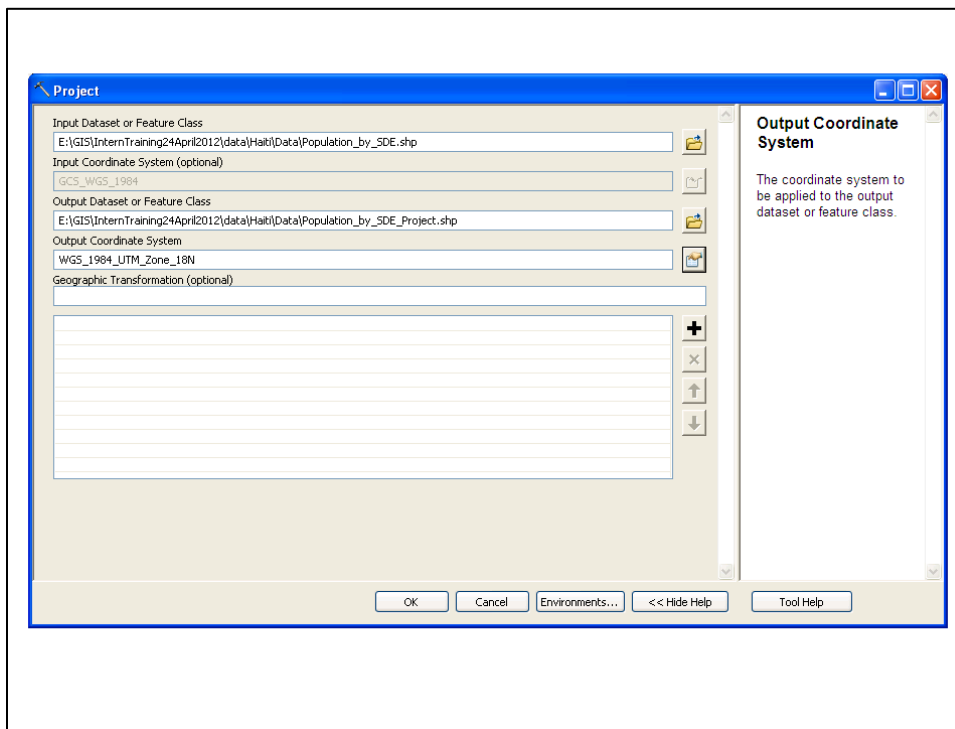 Project
Input Dataset or Feature Class
E:\GIS\InternTraining24April2012\data\Haiti\Data\Population_by_SDE.shp
Input Coordinate System (optional)
GCS_WGS_1984
Output Dataset or Feature Class
E:\GIS\InternTraining24April2012\data\Haiti\Data\Population_by_SDE_Project.shp
Output Coordinate System
WGS_1984_UTM_Zone_18N
Geographic Transformation (optional)
OK Cancel Environments... << Hide Help
Output Coordinate
System
The coordinate system to
be applied to the output
dataset or feature class.
Tool Help